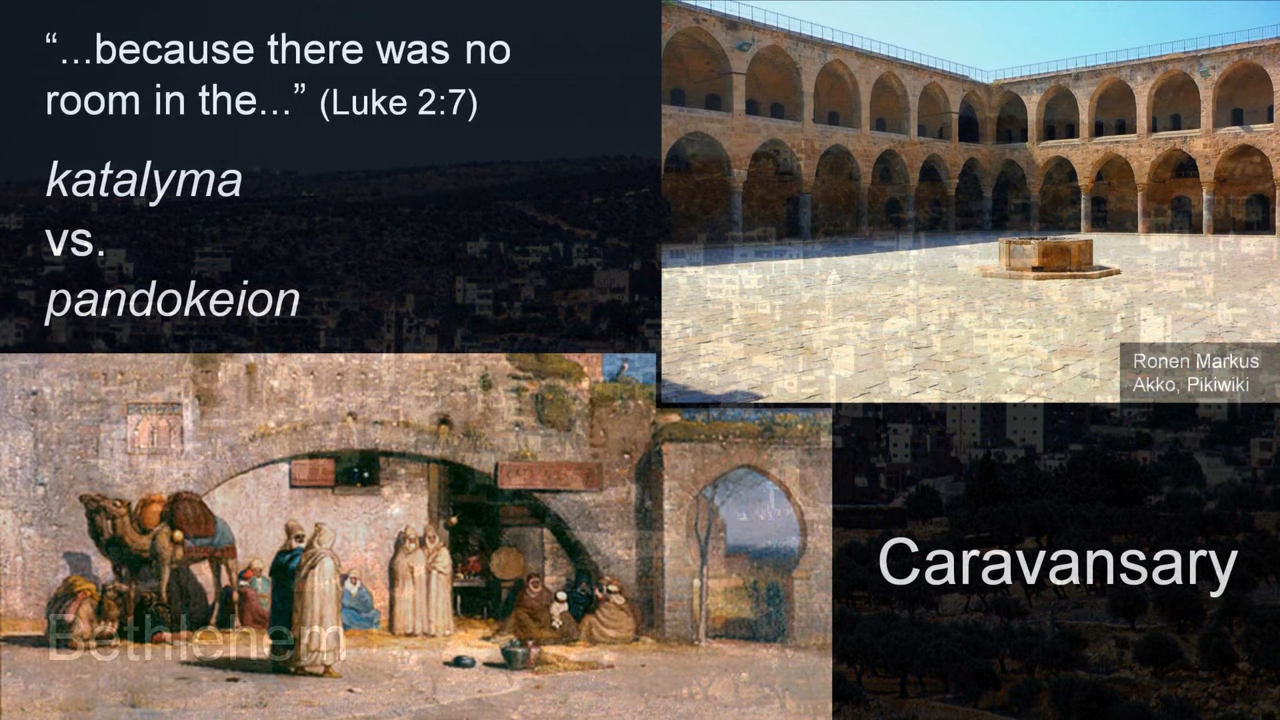 “...because there was no
room in the...” (Luke 2:7)
katalyma
vs.
pandokeion
Ronen Markus
Akko, Pikiwiki
Caravansary
Bethlehem